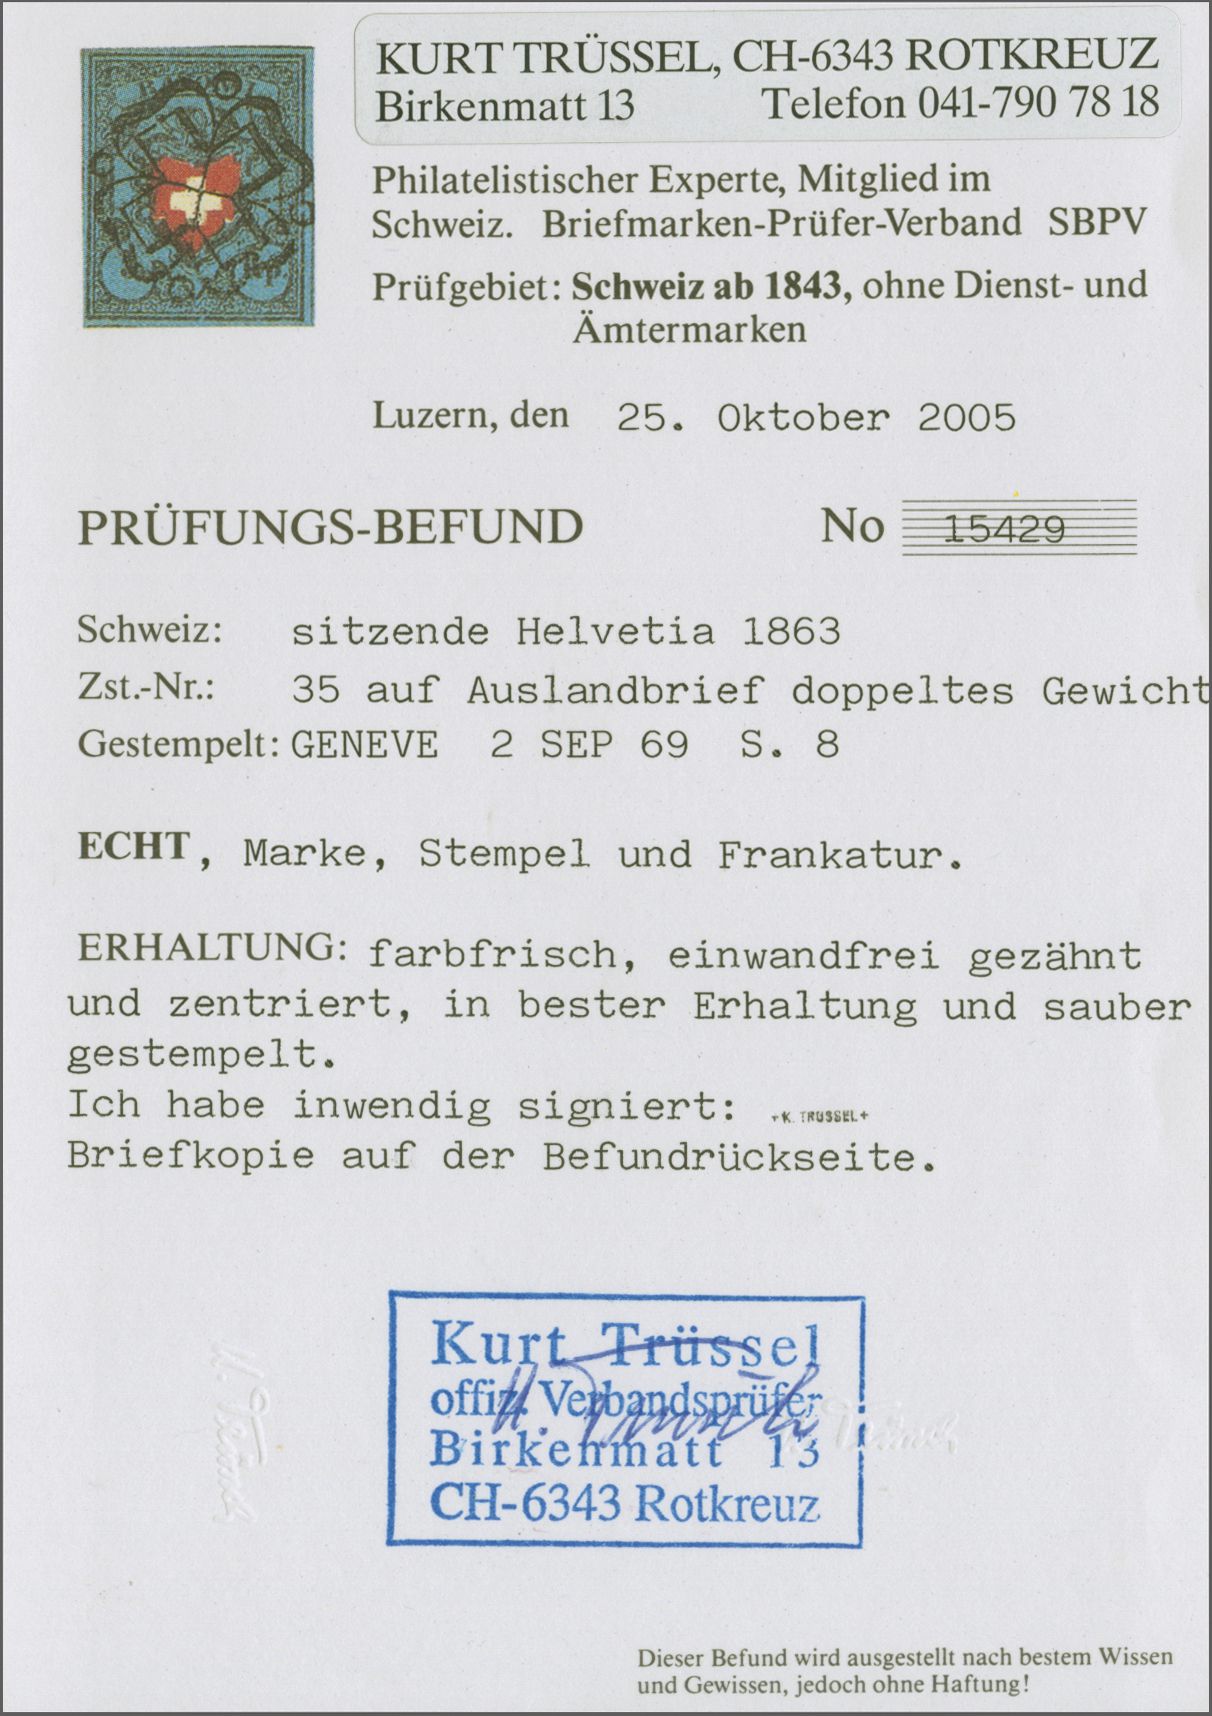 KURT TRÜSSEL, CH-6343 ROTKREUZ
Birkenmatt 13 Telefon 041-790 78 18
Philatelistischer Experte, Mitglied im
Schweiz. Briefmarken-Prüfer-Verband SBPV
Prüfgebiet: Schweiz ab 1843, ohne Dienst- und
Ämtermarken
Luzern, den 25. Oktober 2005
PRÜFUNGS-BEFUND No 15429
Schweiz: sitzende Helvetia 1863
Zst.-Nr.: 35 auf Auslandbrief doppeltes Gewicht
Gestempelt: GENEVE 2 SEP 69 S. 8
ECHT, Marke, Stempel und Frankatur.
ERHALTUNG: farbfrisch, einwandfrei gezähnt
und zentriert, in bester Erhaltung und sauber
gestempelt.
Ich habe inwendig signiert: +K. TRÜSSEL+
Briefkopie auf der Befundrückseite.
Kurt Trüssel
offiz. Verbandsprüfer
Birkenmatt 13
CH-6343 Rotkreuz
Dieser Befund wird ausgestellt nach bestem Wissen
und Gewissen, jedoch ohne Haftung!